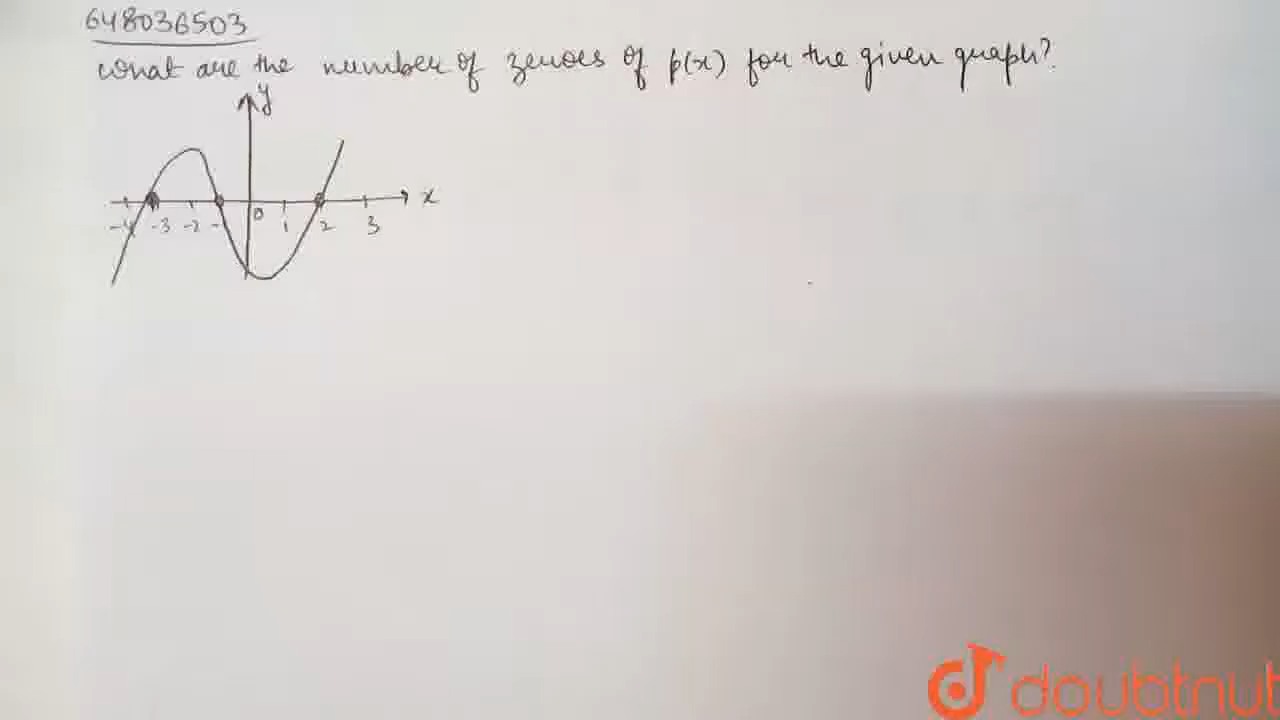 648036503
What are the number of zeroes of p(x) for the given graph?
y
x
-4 -3 -2 - 0 1 2 3
doubtnut